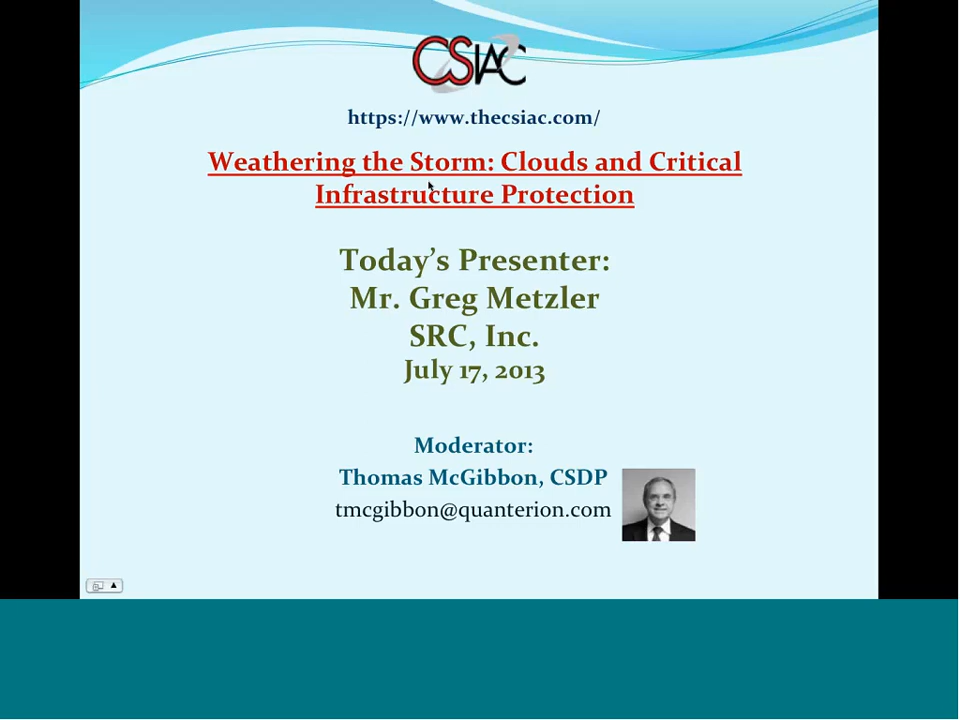 CSIAC
https://www.thecsiac.com/
Weathering the Storm: Clouds and Critical
Infrastructure Protection
Today’s Presenter:
Mr. Greg Metzler
SRC, Inc.
July 17, 2013
Moderator:
Thomas McGibbon, CSDP
tmcgibbon@quanterion.com